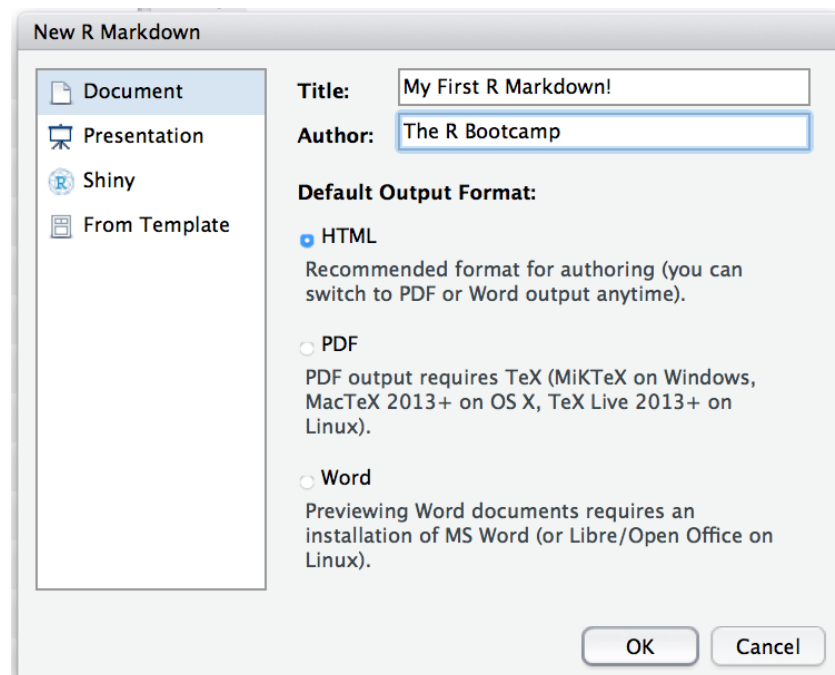 New R Markdown
Document
Presentation
Shiny
From Template
Title: My First R Markdown!
Author: The R Bootcamp
Default Output Format:
HTML
Recommended format for authoring (you can
switch to PDF or Word output anytime).
PDF
PDF output requires TeX (MiKTeX on Windows,
MacTeX 2013+ on OS X, TeX Live 2013+ on
Linux).
Word
Previewing Word documents requires an
installation of MS Word (or Libre/Open Office on
Linux).
OK Cancel